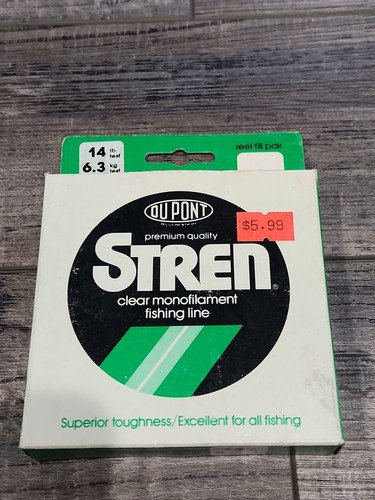 14 lb. test
6.3 kg test
reel-fill pak
DU PONT
$5.99
premium quality
STREN®
clear monofilament
fishing line
Superior toughness/Excellent for all fishing